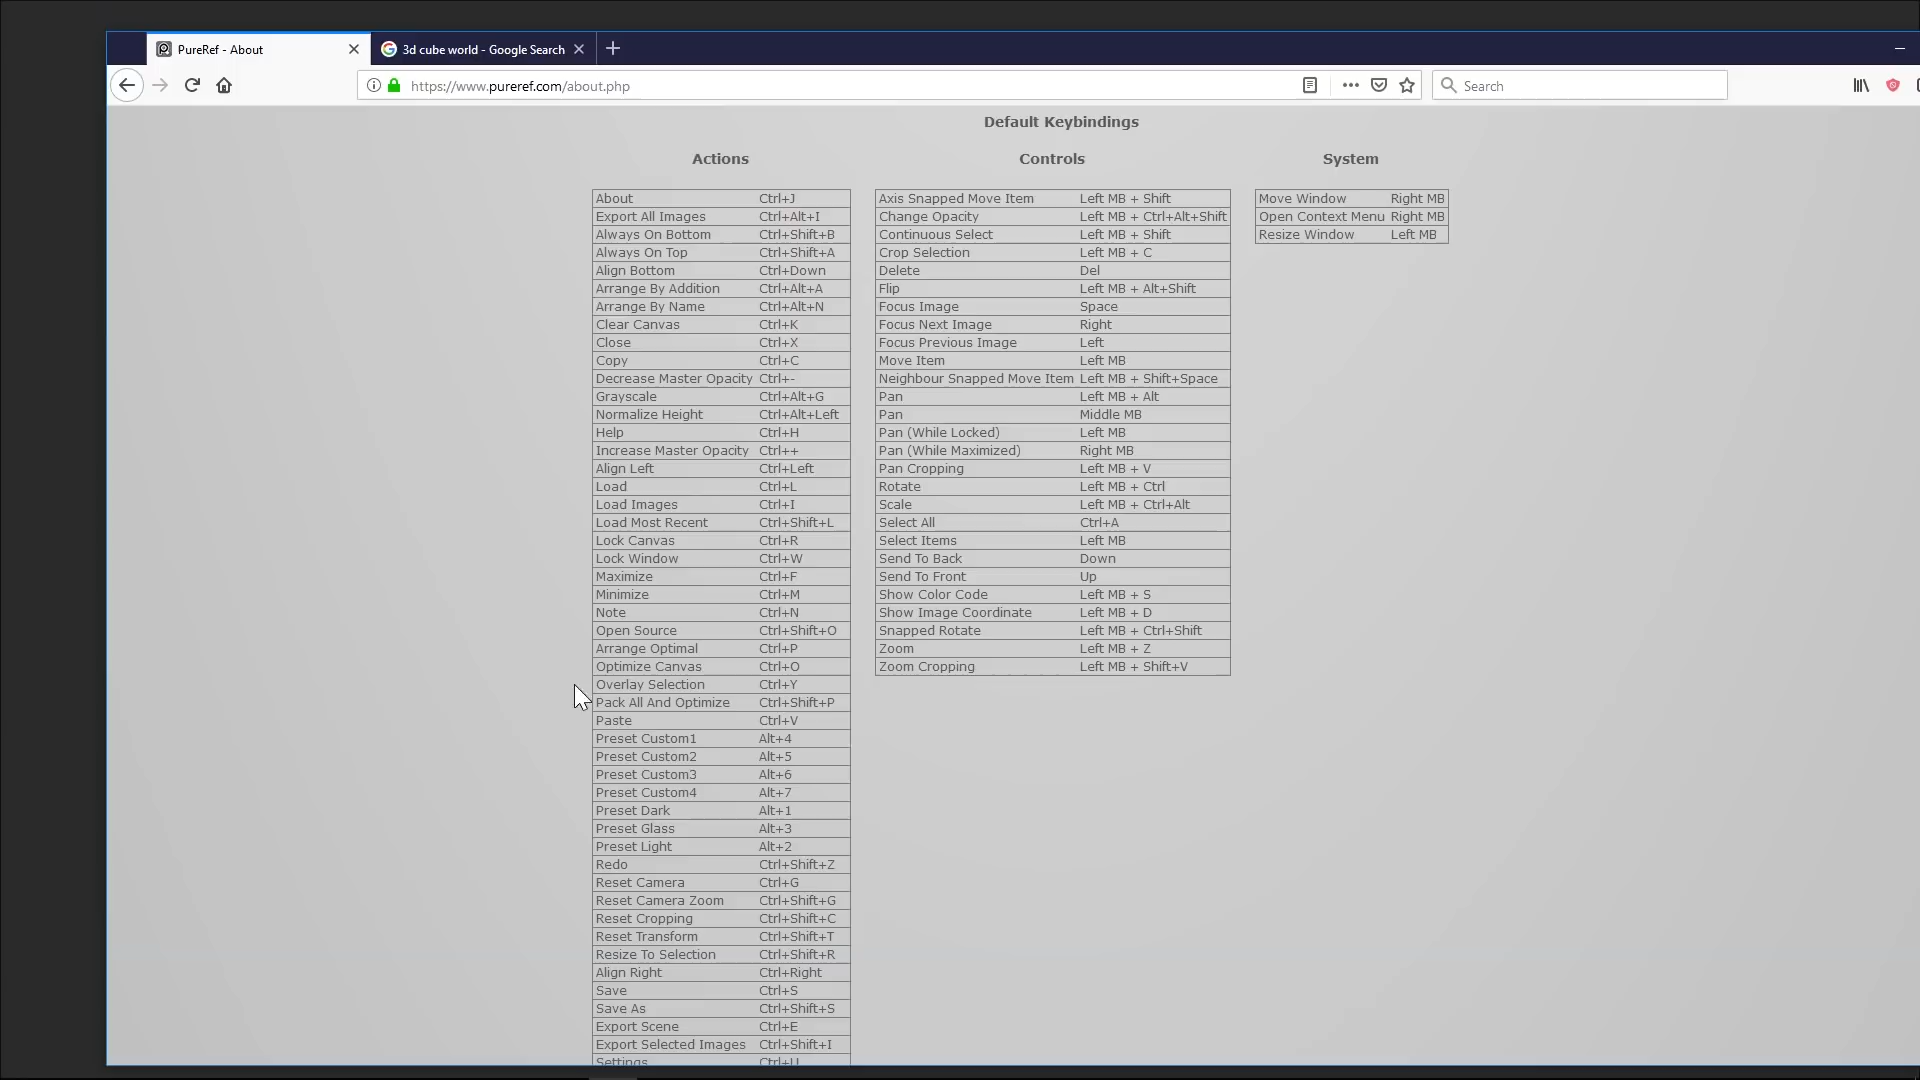 PureRef - About
3d cube world - Google Search
https://www.pureref.com/about.php
Search
Default Keybindings
Actions
About Ctrl+J
Export All Images Ctrl+Alt+I
Always On Bottom Ctrl+Shift+B
Always On Top Ctrl+Shift+A
Align Bottom Ctrl+Down
Arrange By Addition Ctrl+Alt+A
Arrange By Name Ctrl+Alt+N
Clear Canvas Ctrl+K
Close Ctrl+X
Copy Ctrl+C
Decrease Master Opacity Ctrl+-
Grayscale Ctrl+Alt+G
Normalize Height Ctrl+Alt+Left
Help Ctrl+H
Increase Master Opacity Ctrl++
Align Left Ctrl+Left
Load Ctrl+L
Load Images Ctrl+I
Load Most Recent Ctrl+Shift+L
Lock Canvas Ctrl+R
Lock Window Ctrl+W
Maximize Ctrl+F
Minimize Ctrl+M
Note Ctrl+N
Open Source Ctrl+Shift+O
Arrange Optimal Ctrl+P
Optimize Canvas Ctrl+O
Overlay Selection Ctrl+Y
Pack All And Optimize Ctrl+Shift+P
Paste Ctrl+V
Preset Custom1 Alt+4
Preset Custom2 Alt+5
Preset Custom3 Alt+6
Preset Custom4 Alt+7
Preset Dark Alt+1
Preset Glass Alt+3
Preset Light Alt+2
Redo Ctrl+Shift+Z
Reset Camera Ctrl+G
Reset Camera Zoom Ctrl+Shift+G
Reset Cropping Ctrl+Shift+C
Reset Transform Ctrl+Shift+T
Resize To Selection Ctrl+Shift+R
Align Right Ctrl+Right
Save Ctrl+S
Save As Ctrl+Shift+S
Export Scene Ctrl+E
Export Selected Images Ctrl+Shift+I
Settings Ctrl+U
Controls
Axis Snapped Move Item Left MB + Shift
Change Opacity Left MB + Ctrl+Alt+Shift
Continuous Select Left MB + Shift
Crop Selection Left MB + C
Delete Del
Flip Left MB + Alt+Shift
Focus Image Space
Focus Next Image Right
Focus Previous Image Left
Move Item Left MB
Neighbour Snapped Move Item Left MB + Shift+Space
Pan Left MB + Alt
Pan Middle MB
Pan (While Locked) Left MB
Pan (While Maximized) Right MB
Pan Cropping Left MB + V
Rotate Left MB + Ctrl
Scale Left MB + Ctrl+Alt
Select All Ctrl+A
Select Items Left MB
Send To Back Down
Send To Front Up
Show Color Code Left MB + S
Show Image Coordinate Left MB + D
Snapped Rotate Left MB + Ctrl+Shift
Zoom Left MB + Z
Zoom Cropping Left MB + Shift+V
System
Move Window Right MB
Open Context Menu Right MB
Resize Window Left MB